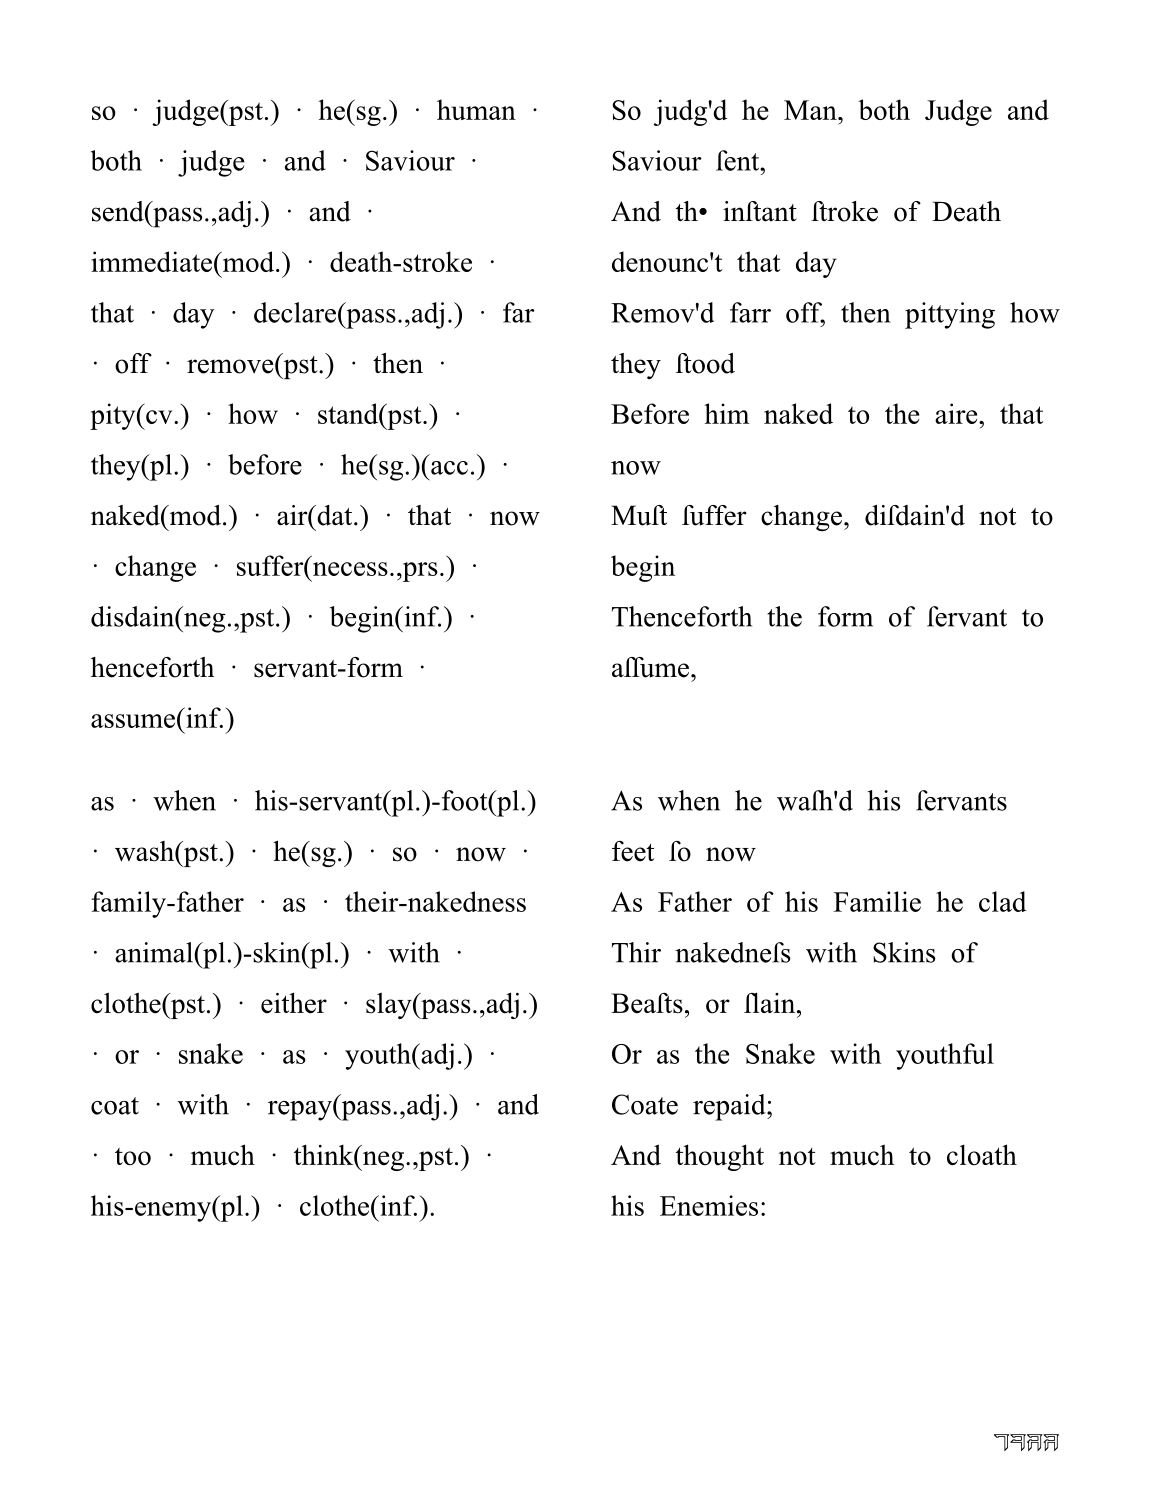 so · judge(pst.) · he(sg.) · human ·
both · judge · and · Saviour ·
send(pass.,adj.) · and ·
immediate(mod.) · death-stroke ·
that · day · declare(pass.,adj.) · far
· off · remove(pst.) · then ·
pity(cv.) · how · stand(pst.) ·
they(pl.) · before · he(sg.)(acc.) ·
naked(mod.) · air(dat.) · that · now
· change · suffer(necess.,prs.) ·
disdain(neg.,pst.) · begin(inf.) ·
henceforth · servant-form ·
assume(inf.)
as · when · his-servant(pl.)-foot(pl.)
· wash(pst.) · he(sg.) · so · now ·
family-father · as · their-nakedness
· animal(pl.)-skin(pl.) · with ·
clothe(pst.) · either · slay(pass.,adj.)
· or · snake · as · youth(adj.) ·
coat · with · repay(pass.,adj.) · and
· too · much · think(neg.,pst.) ·
his-enemy(pl.) · clothe(inf.).
So judg'd he Man, both Judge and
Saviour ſent,
And th• inſtant ſtroke of Death
denounc't that day
Remov'd farr off, then pittying how
they ſtood
Before him naked to the aire, that
now
Muſt ſuffer change, diſdain'd not to
begin
Thenceforth the form of ſervant to
aſſume,
As when he waſh'd his ſervants
feet ſo now
As Father of his Familie he clad
Thir nakedneſs with Skins of
Beaſts, or ſlain,
Or as the Snake with youthful
Coate repaid;
And thought not much to cloath
his Enemies: